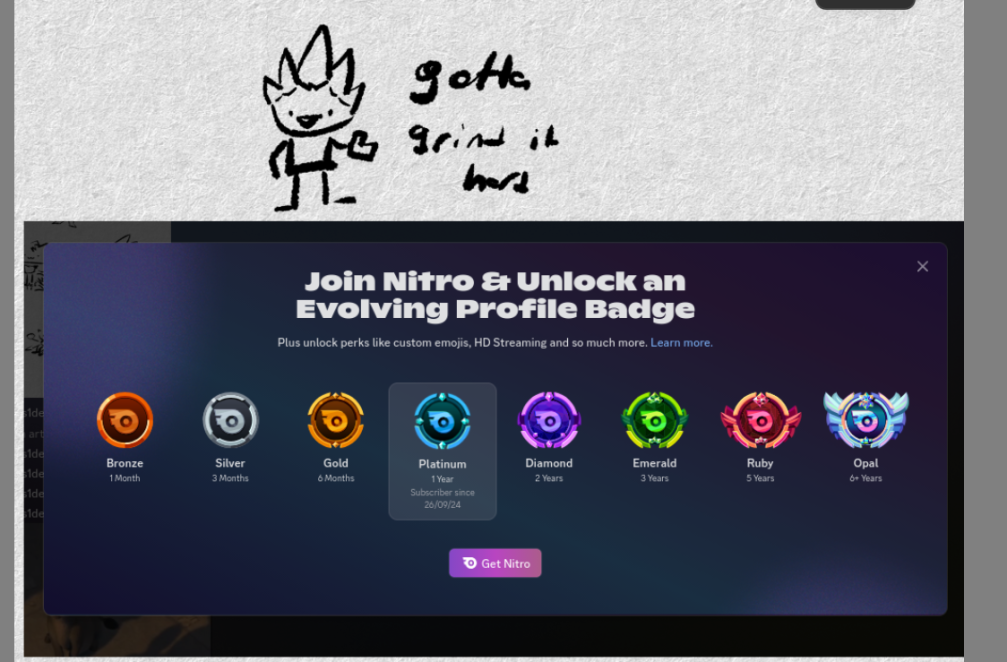 gotta
grind it
hard
Join Nitro & Unlock an
Evolving Profile Badge
Plus unlock perks like custom emojis, HD Streaming and so much more. Learn more.
Bronze
1 Month
Silver
3 Months
Gold
6 Months
Platinum
1 Year
Subscriber since
26/09/24
Diamond
2 Years
Emerald
3 Years
Ruby
5 Years
Opal
6+ Years
Get Nitro